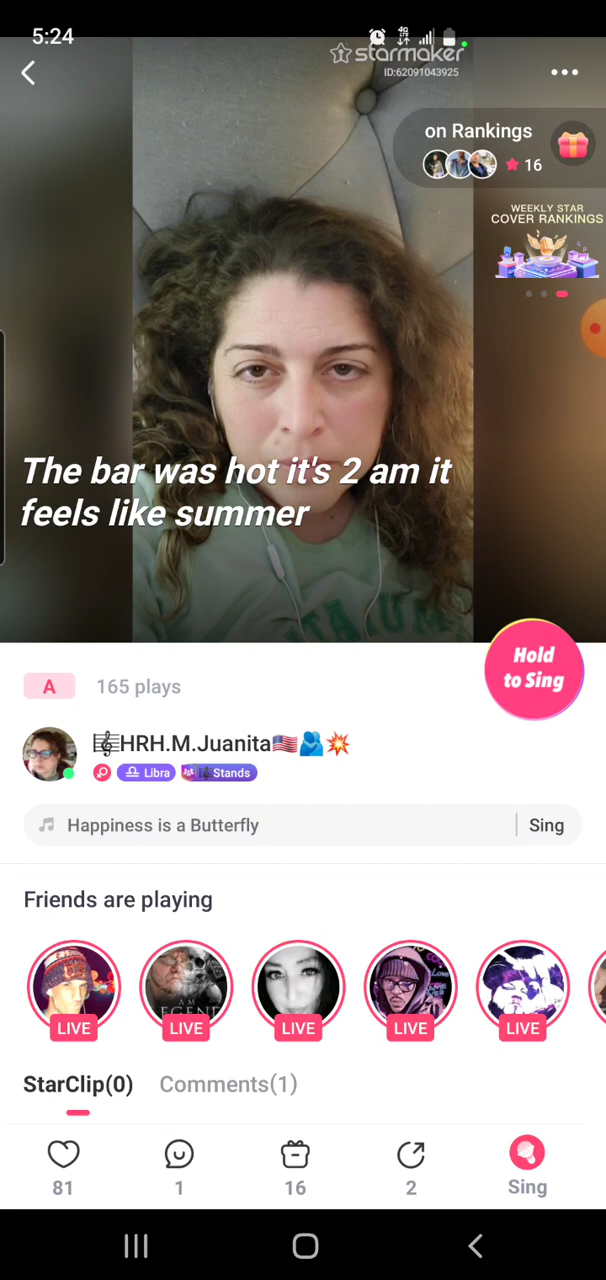 5:24
starmaker
ID:62091043925
on Rankings
16
WEEKLY STAR
COVER RANKINGS
The bar was hot it's 2 am it
feels like summer
Hold
to Sing
A 165 plays
HRH.M.Juanita🇺🇸🫂💥
Libra Stands
Happiness is a Butterfly Sing
Friends are playing
LIVE LIVE LIVE LIVE LIVE
StarClip(0) Comments(1)
81 1 16 2 Sing